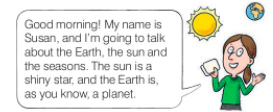 Good morning! My name is
Susan, and I'm going to talk
about the Earth, the sun and
the seasons. The sun is a
shiny star, and the Earth is,
as you know, a planet.